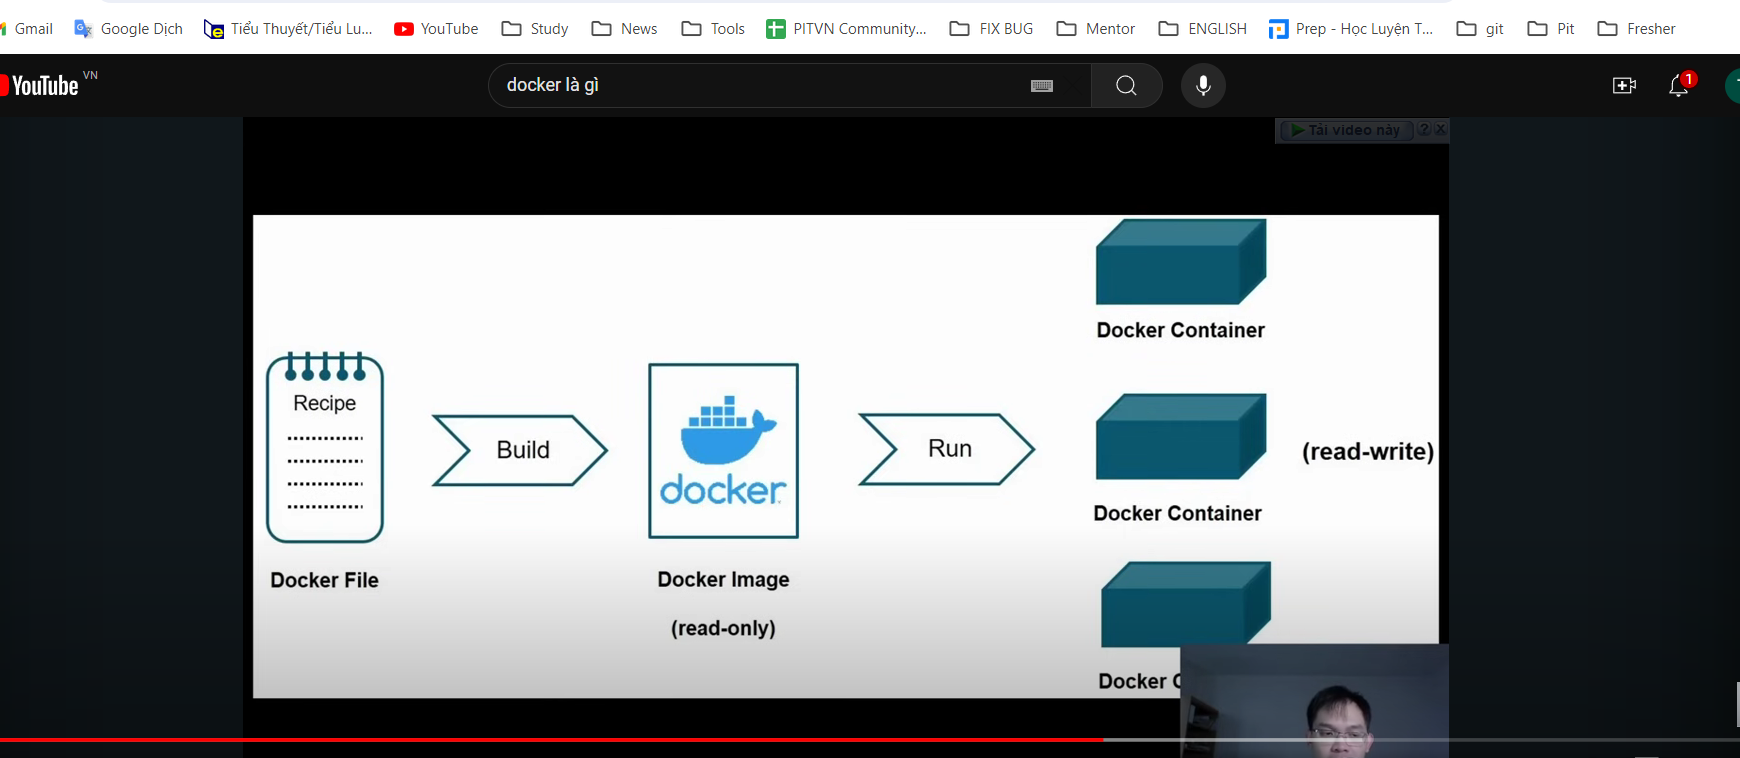 Gmail
Google Dịch
Tiểu Thuyết/Tiểu Lu...
YouTube
Study
News
Tools
PITVN Community...
FIX BUG
Mentor
ENGLISH
Prep - Học Luyện T...
git
Pit
Fresher
YouTube VN
docker là gì
1
Tải video này ? X
Docker Container
Recipe
Build
docker
Run
(read-write)
Docker Container
Docker File
Docker Image
(read-only)
Docker C